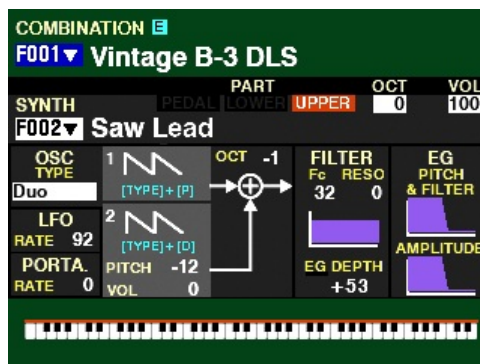 COMBINATION E
F001▼ Vintage B-3 DLS
PART OCT VOL
SYNTH PEDAL LOWER UPPER 0 100
F002▼ Saw Lead
OSC TYPE
Duo
LFO
RATE 92
PORTA.
RATE 0
1
[TYPE]+[P]
2
[TYPE]+[D]
PITCH -12
VOL 0
OCT -1
FILTER
Fc RESO
32 0
EG DEPTH
+53
EG
PITCH
& FILTER
AMPLITUDE